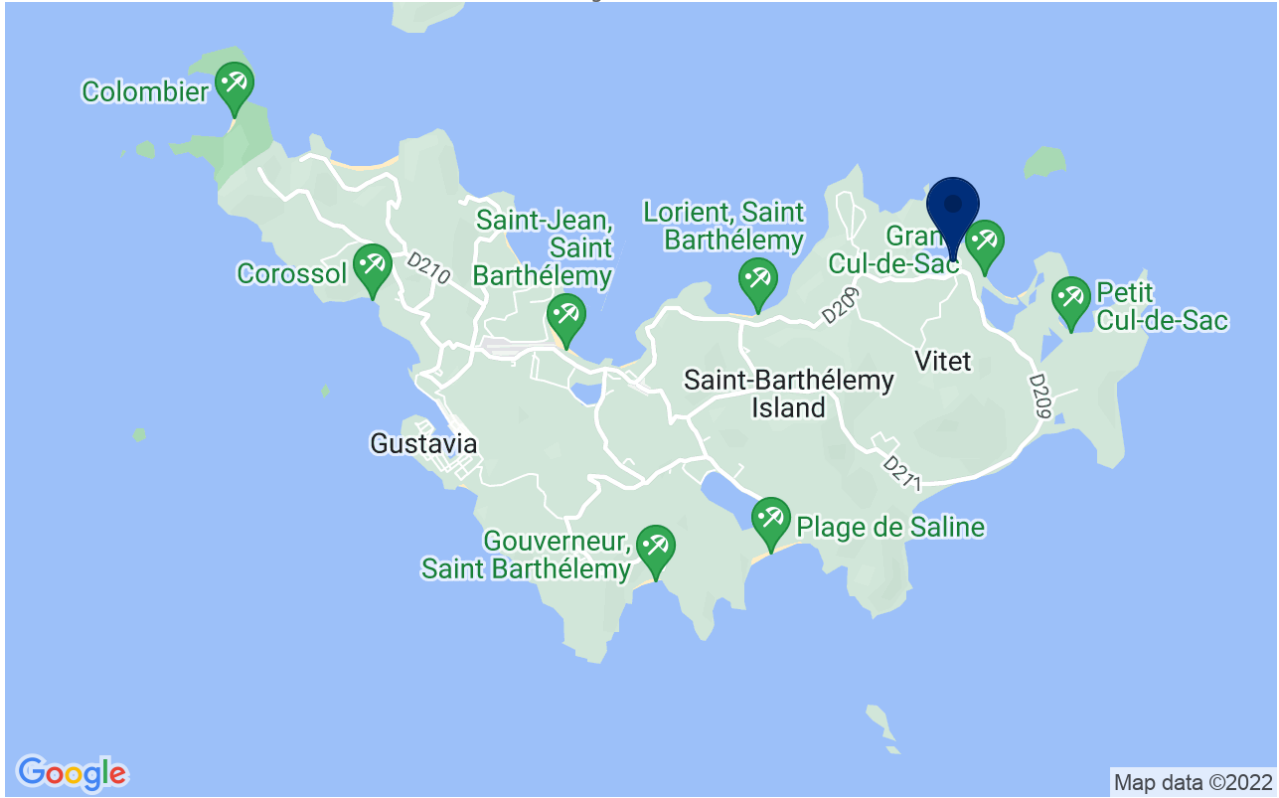 Colombier
Saint-Jean,
Saint
Barthélemy
Lorient, Saint
Barthélemy
Gran
Cul-de-Sac
Corossol
D210
D209
Petit
Cul-de-Sac
Vitet
Saint-Barthélemy
Island
D209
Gustavia
D211
Plage de Saline
Gouverneur,
Saint Barthélemy
Google
Map data ©2022